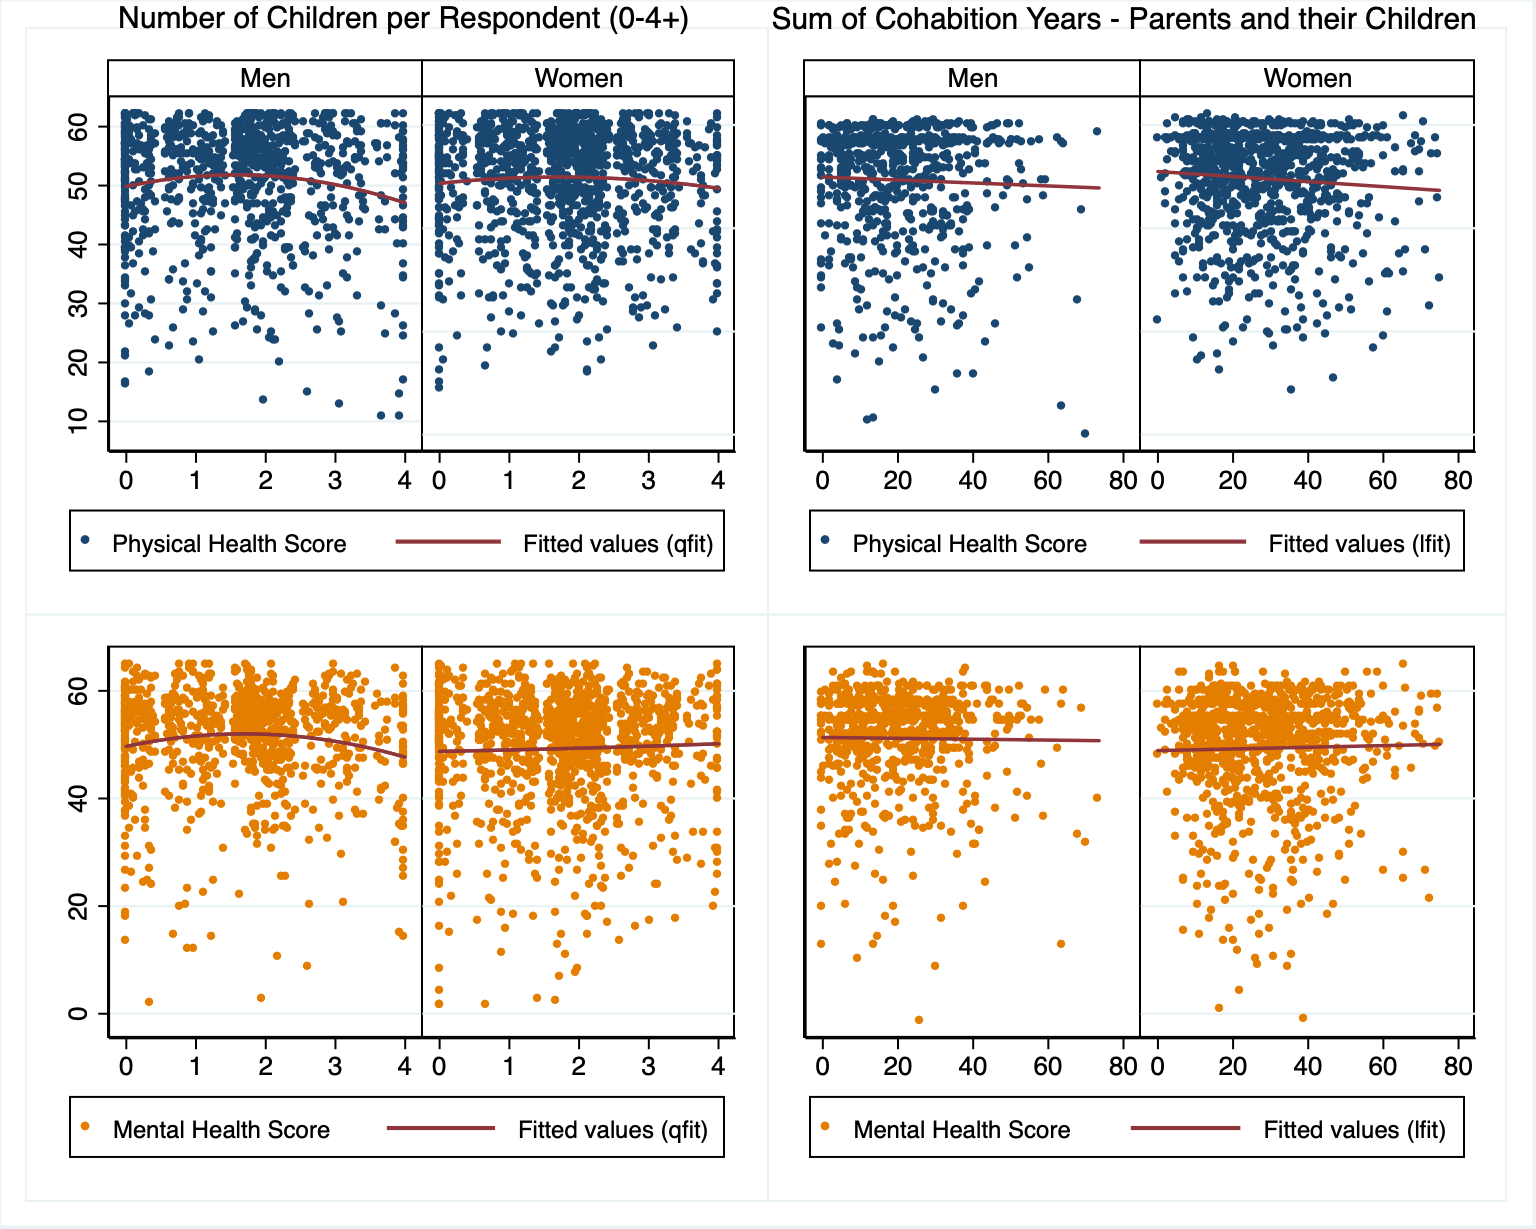 Number of Children per Respondent (0-4+)
Sum of Cohabition Years - Parents and their Children
Men
Women
Men
Women
60
50
40
30
20
10
0 1 2 3 4
0 1 2 3 4
0 20 40 60 80
0 20 40 60 80
Physical Health Score
Fitted values (qfit)
Physical Health Score
Fitted values (lfit)
60
40
20
0
0 1 2 3 4
0 1 2 3 4
0 20 40 60 80
0 20 40 60 80
Mental Health Score
Fitted values (qfit)
Mental Health Score
Fitted values (lfit)